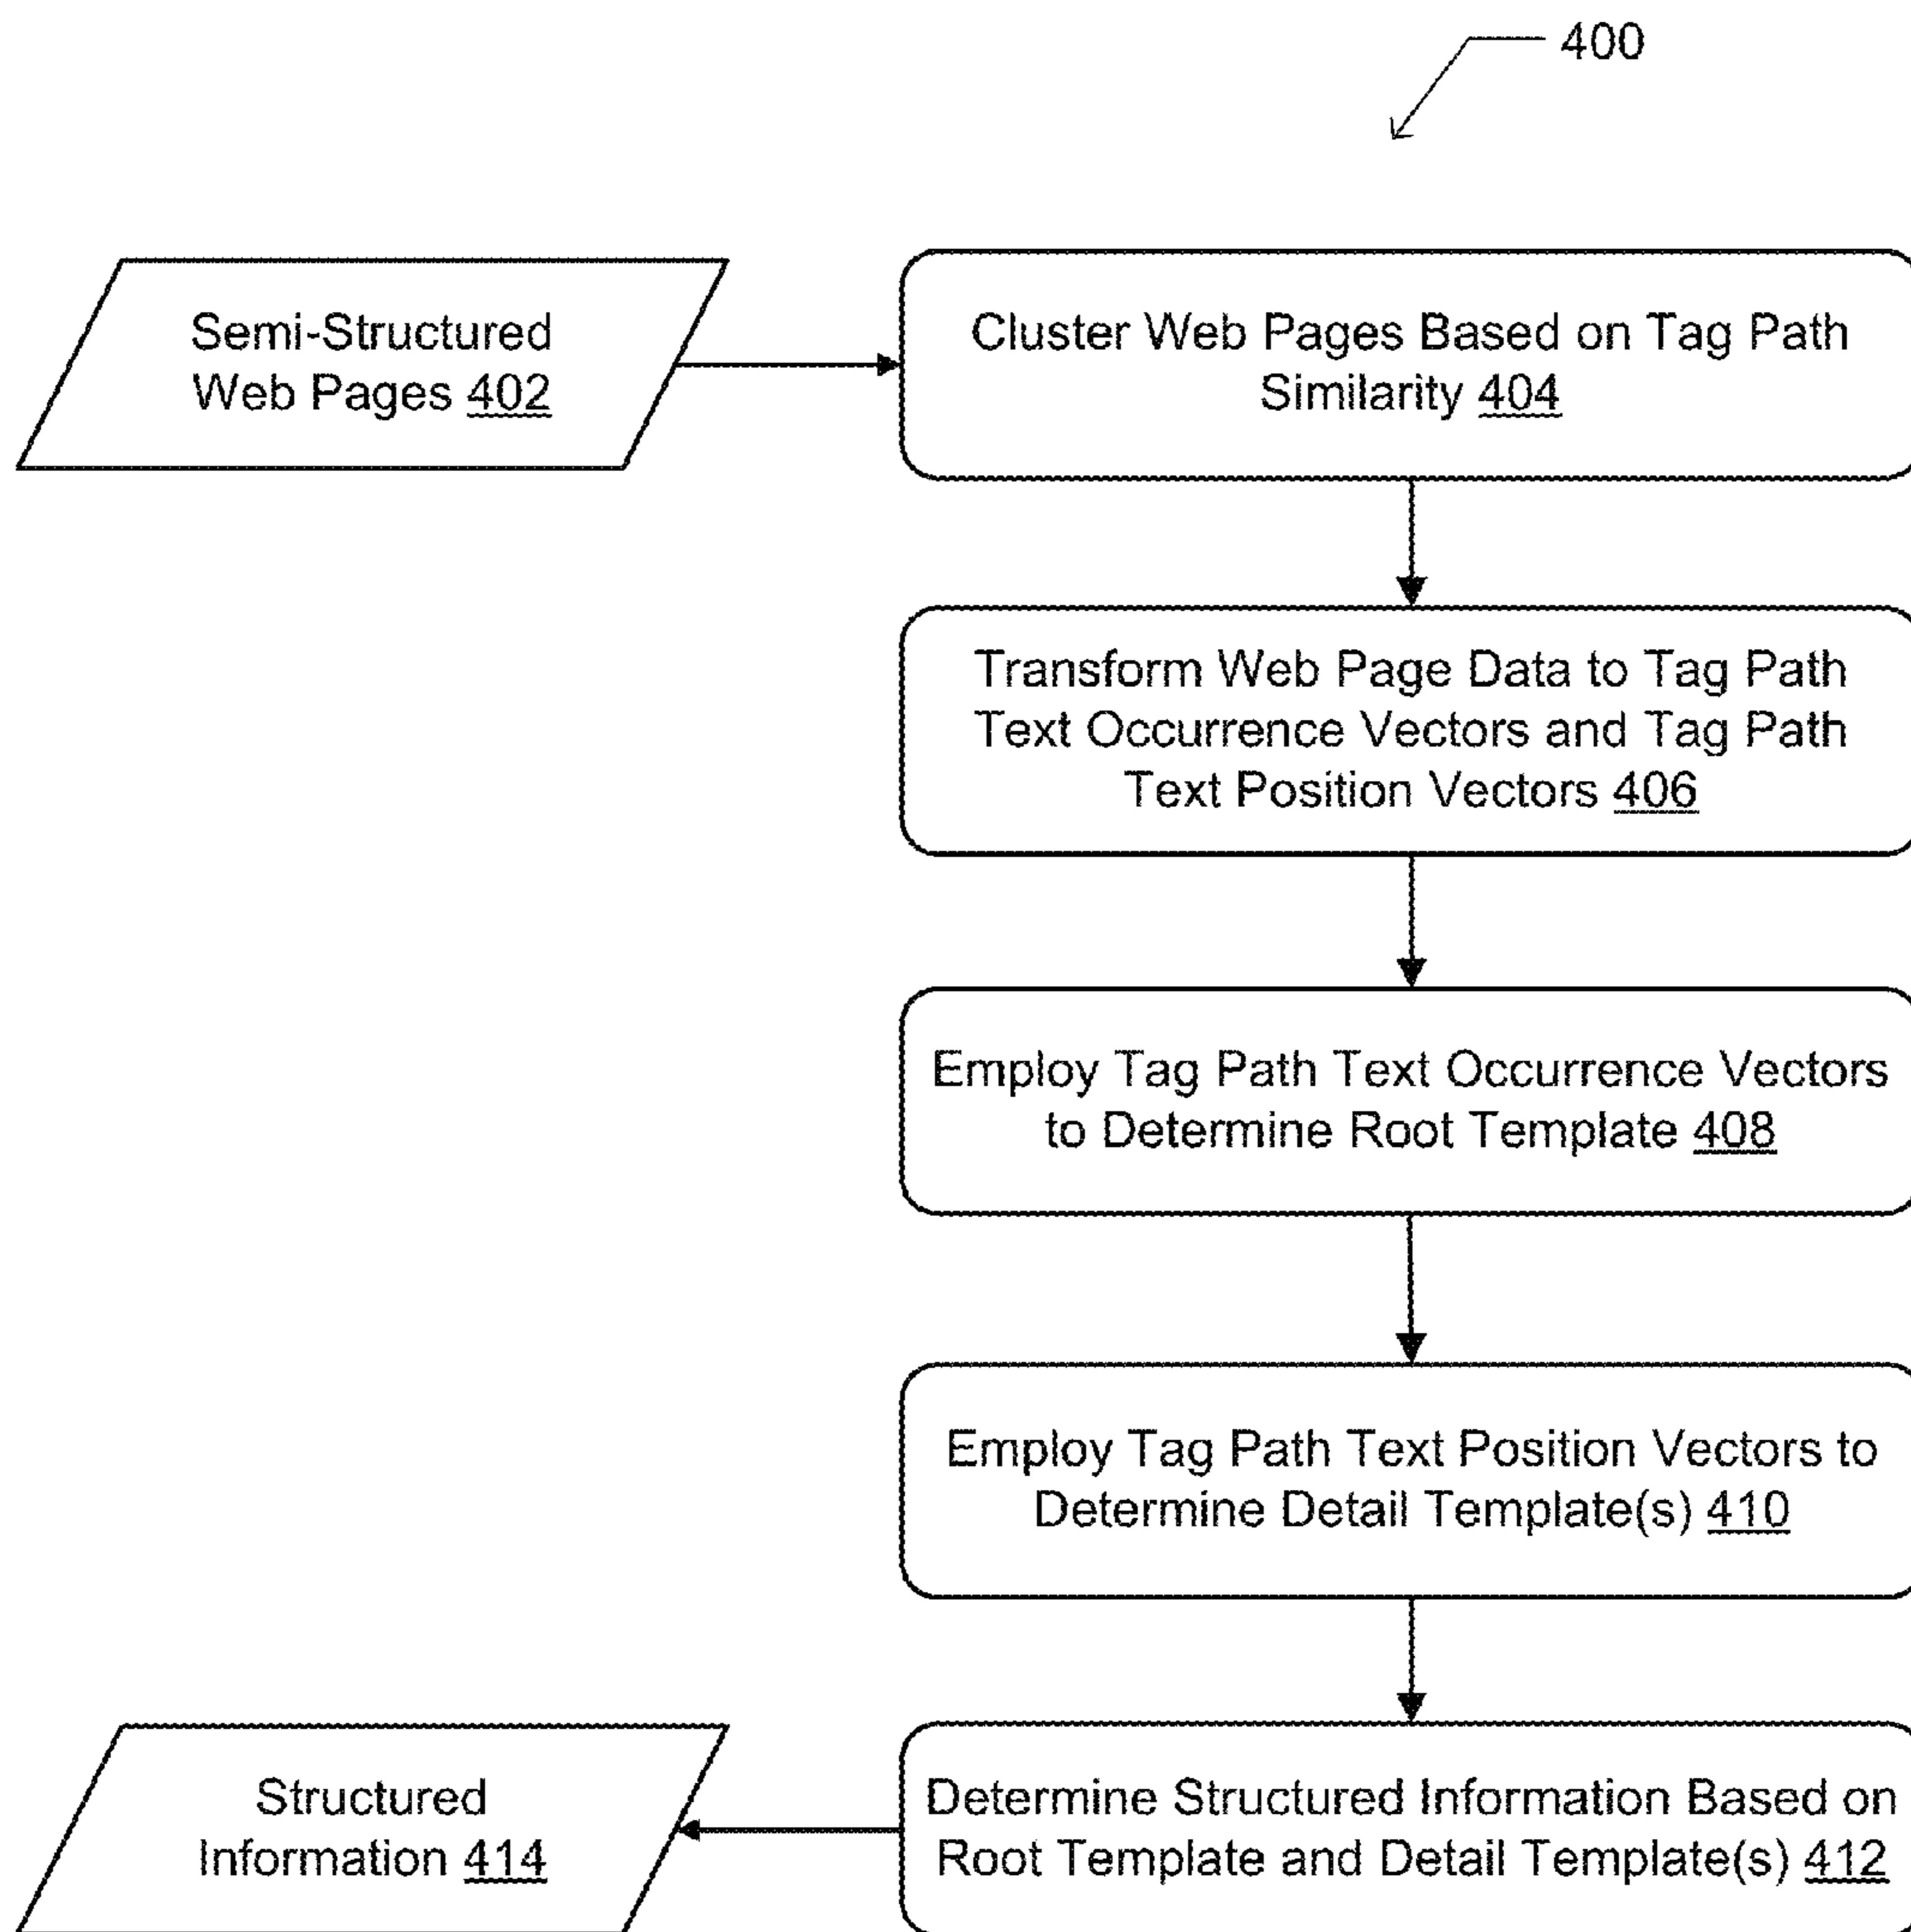 400
Semi-Structured
Web Pages 402
Cluster Web Pages Based on Tag Path
Similarity 404
Transform Web Page Data to Tag Path
Text Occurrence Vectors and Tag Path
Text Position Vectors 406
Employ Tag Path Text Occurrence Vectors
to Determine Root Template 408
Employ Tag Path Text Position Vectors to
Determine Detail Template(s) 410
Determine Structured Information Based on
Root Template and Detail Template(s) 412
Structured
Information 414